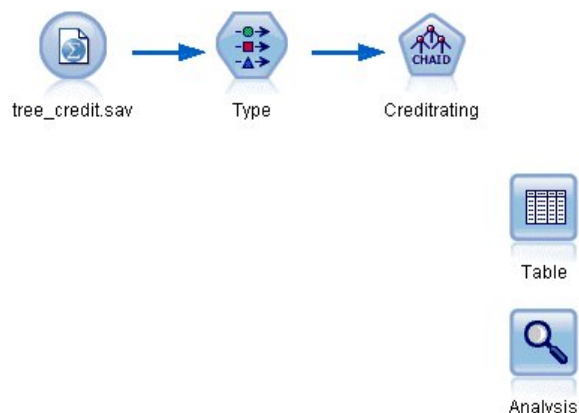 tree_credit.sav
Type
CHAID
Creditrating
Table
Analysis